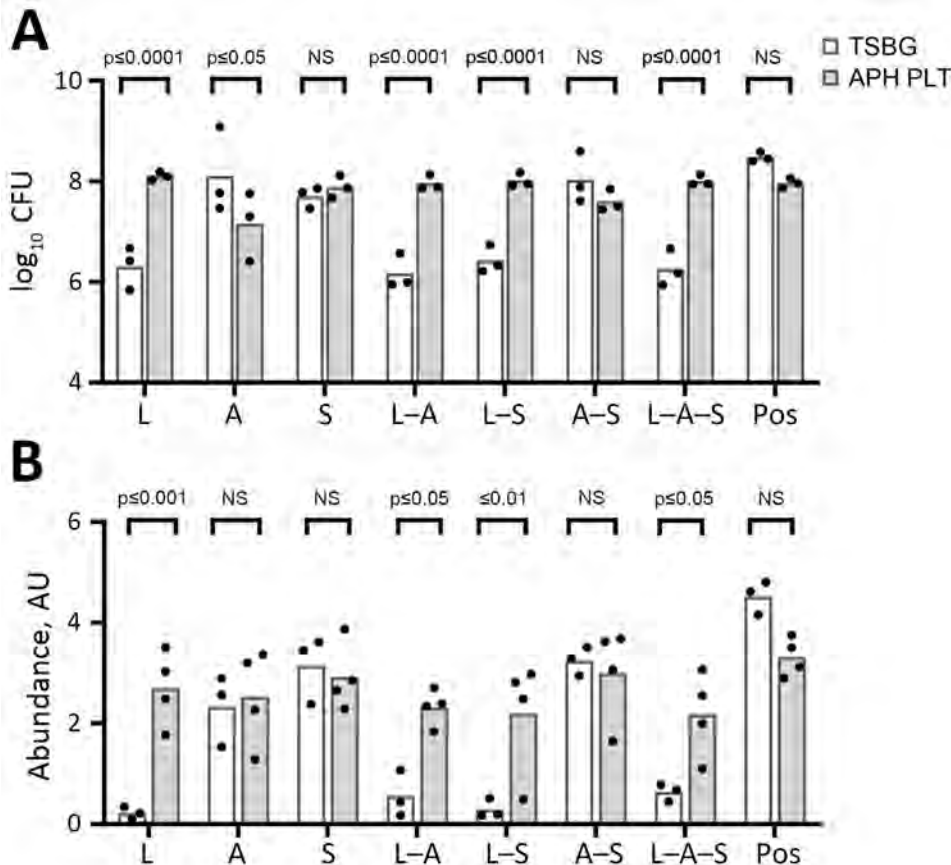 A
p≤0.0001 p≤0.05 NS p≤0.0001 p≤0.0001 NS p≤0.0001 NS
TSBG
APH PLT
10
8
6
4
log₁₀ CFU
L A S L–A L–S A–S L–A–S Pos
B
p≤0.001 NS NS p≤0.05 ≤0.01 NS p≤0.05 NS
6
4
2
0
Abundance, AU
L A S L–A L–S A–S L–A–S Pos